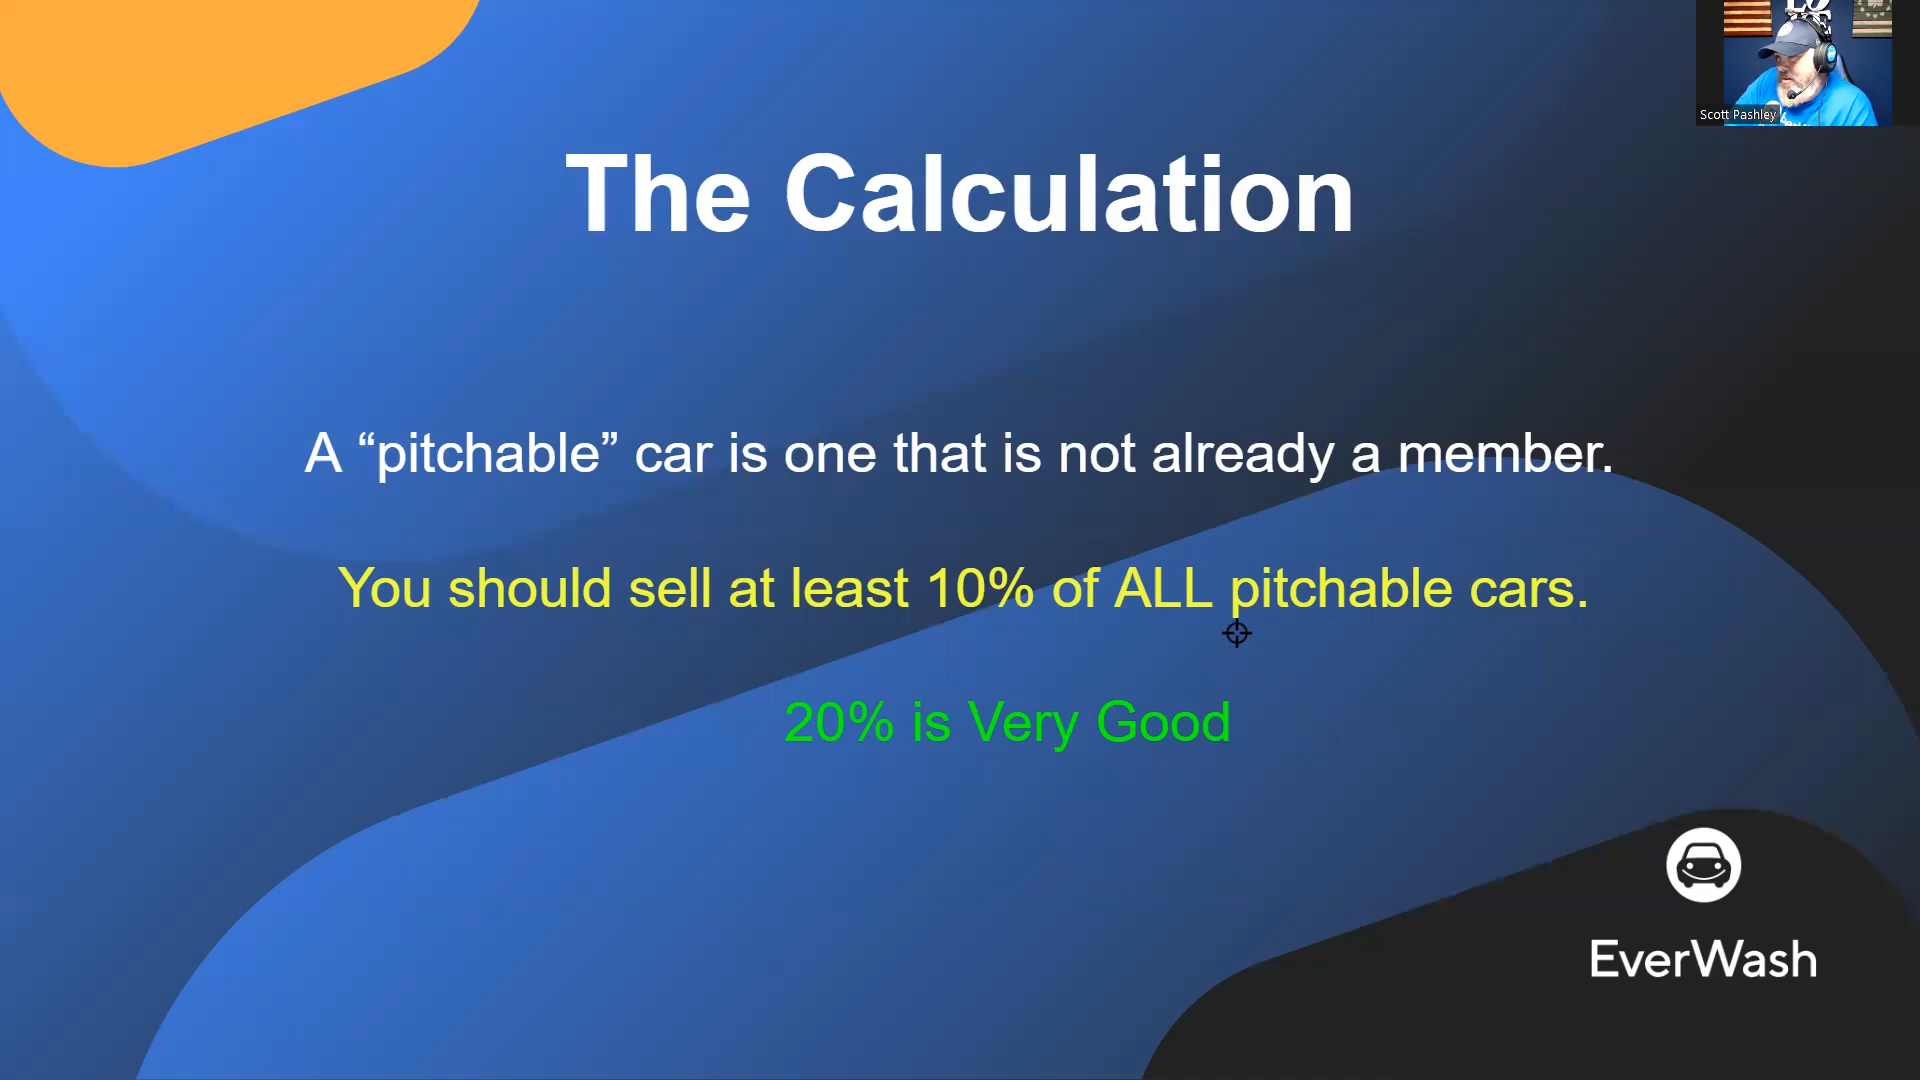 Scott Pashley
The Calculation
A “pitchable” car is one that is not already a member.
You should sell at least 10% of ALL pitchable cars.
20% is Very Good
EverWash